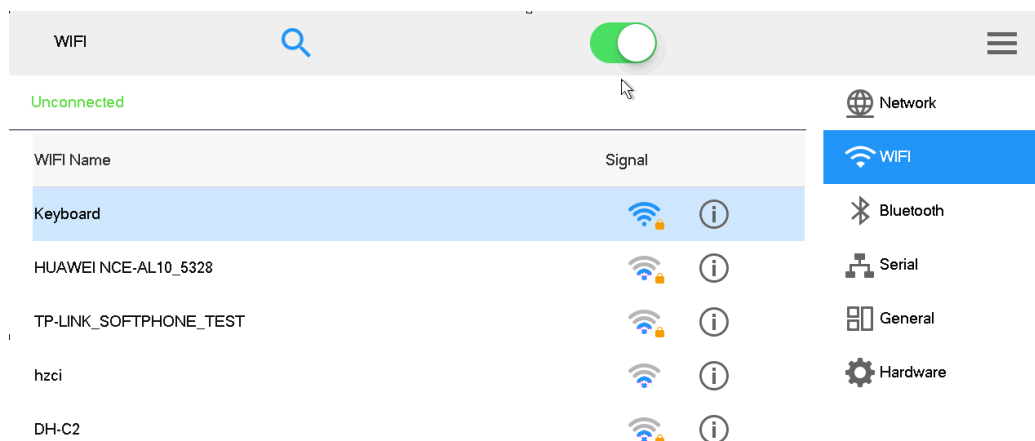 WIFI
Unconnected
WIFI Name Signal
Keyboard
HUAWEI NCE-AL10_5328
TP-LINK_SOFTPHONE_TEST
hzci
DH-C2
Network
WIFI
Bluetooth
Serial
General
Hardware